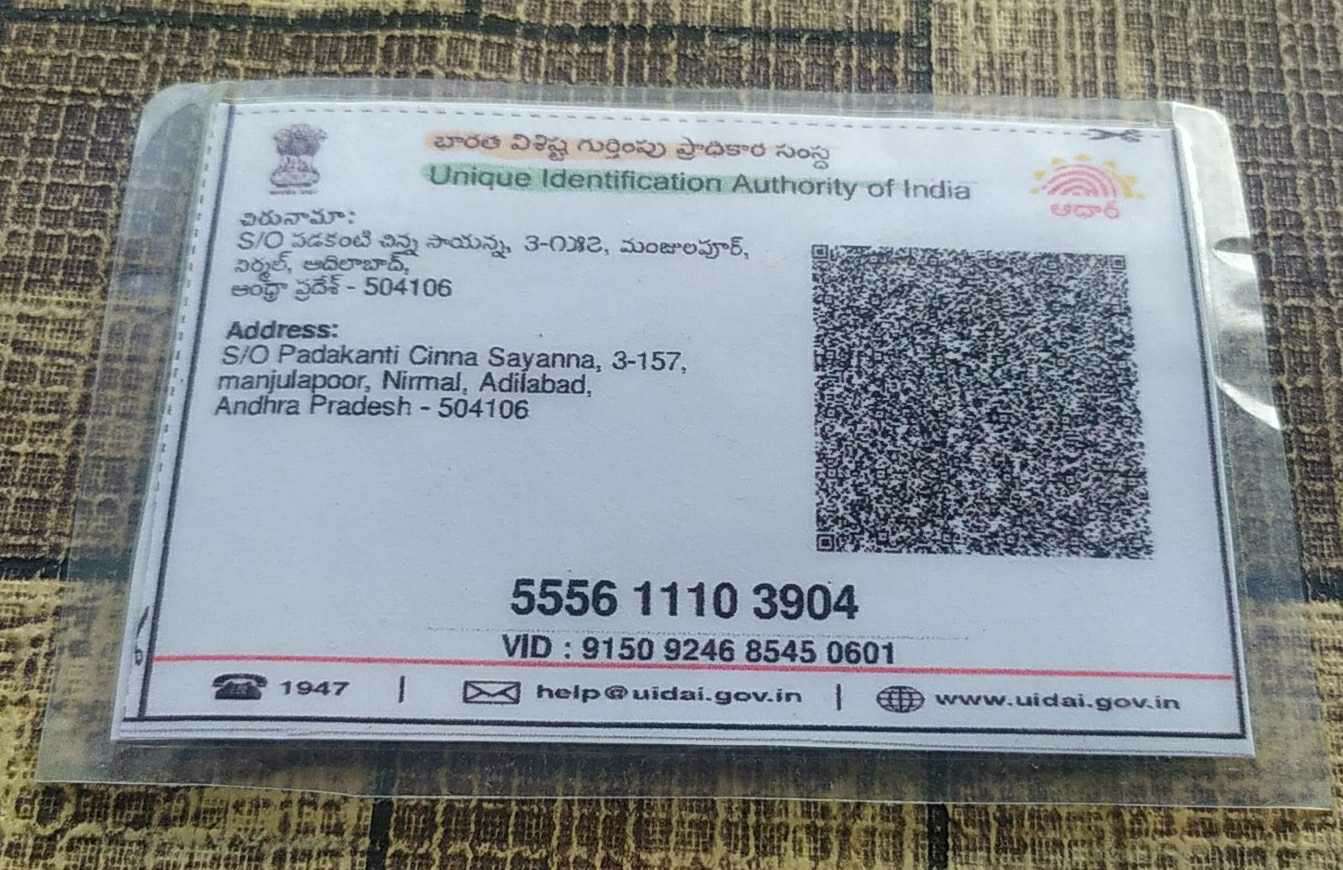 భారత విశిష్ట గుర్తింపు ప్రాధికార సంస్థ
Unique Identification Authority of India
ఆధార్
చిరునామా:
S/O పడకంటి చిన్న సాయన్న, 3-౧౫౭, మంజులపూర్,
నిర్మల్, ఆదిలాబాద్,
ఆంధ్రా ప్రదేశ్ - 504106
Address:
S/O Padakanti Cinna Sayanna, 3-157,
manjulapoor, Nirmal, Adilabad,
Andhra Pradesh - 504106
5556 1110 3904
VID : 9150 9246 8545 0601
1947 | help@uidai.gov.in | www.uidai.gov.in